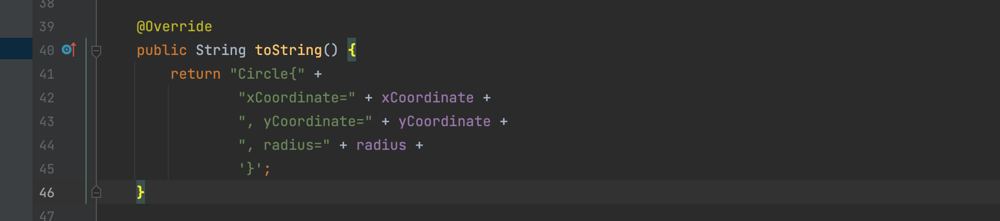 38
39 @Override
40 public String toString() {
41 return "Circle{" +
42 "xCoordinate=" + xCoordinate +
43 ", yCoordinate=" + yCoordinate +
44 ", radius=" + radius +
45 '}';
46 }
47